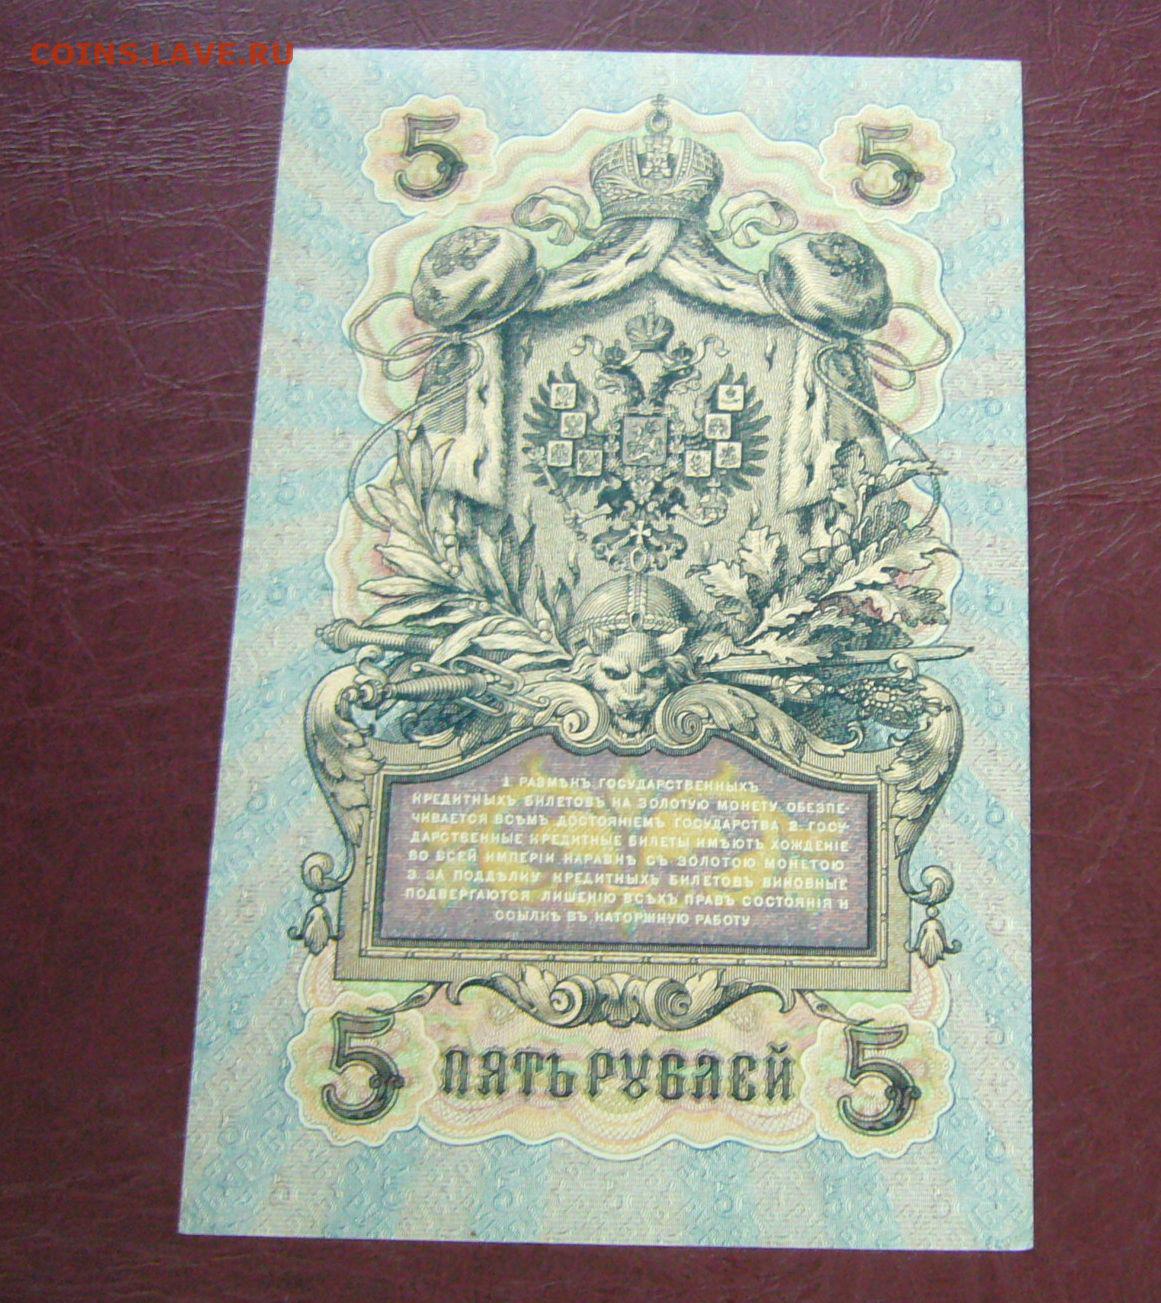 COINS.LAVE.RU
5 5
1 РАЗМѢНЪ ГОСУДАРСТВЕННЫХЪ
КРЕДИТНЫХЪ БИЛЕТОВЪ НА ЗОЛОТУЮ МОНЕТУ ОБЕЗПЕ-
ЧИВАЕТСЯ ВСѢМЪ ДОСТОЯНІЕМЪ ГОСУДАРСТВА 2 ГОСУ-
ДАРСТВЕННЫЕ КРЕДИТНЫЕ БИЛЕТЫ ИМѢЮТЪ ХОЖДЕНІЕ
ВО ВСЕЙ ИМПЕРІИ НАРАВНѢ СЪ ЗОЛОТОЮ МОНЕТОЮ
3 ЗА ПОДДѢЛКУ КРЕДИТНЫХЪ БИЛЕТОВЪ ВИНОВНЫЕ
ПОДВЕРГАЮТСЯ ЛИШЕНІЮ ВСѢХЪ ПРАВЪ СОСТОЯНІЯ И
ССЫЛКѢ ВЪ КАТОРЖНУЮ РАБОТУ
5 ПЯТЬ РУБЛЕЙ 5